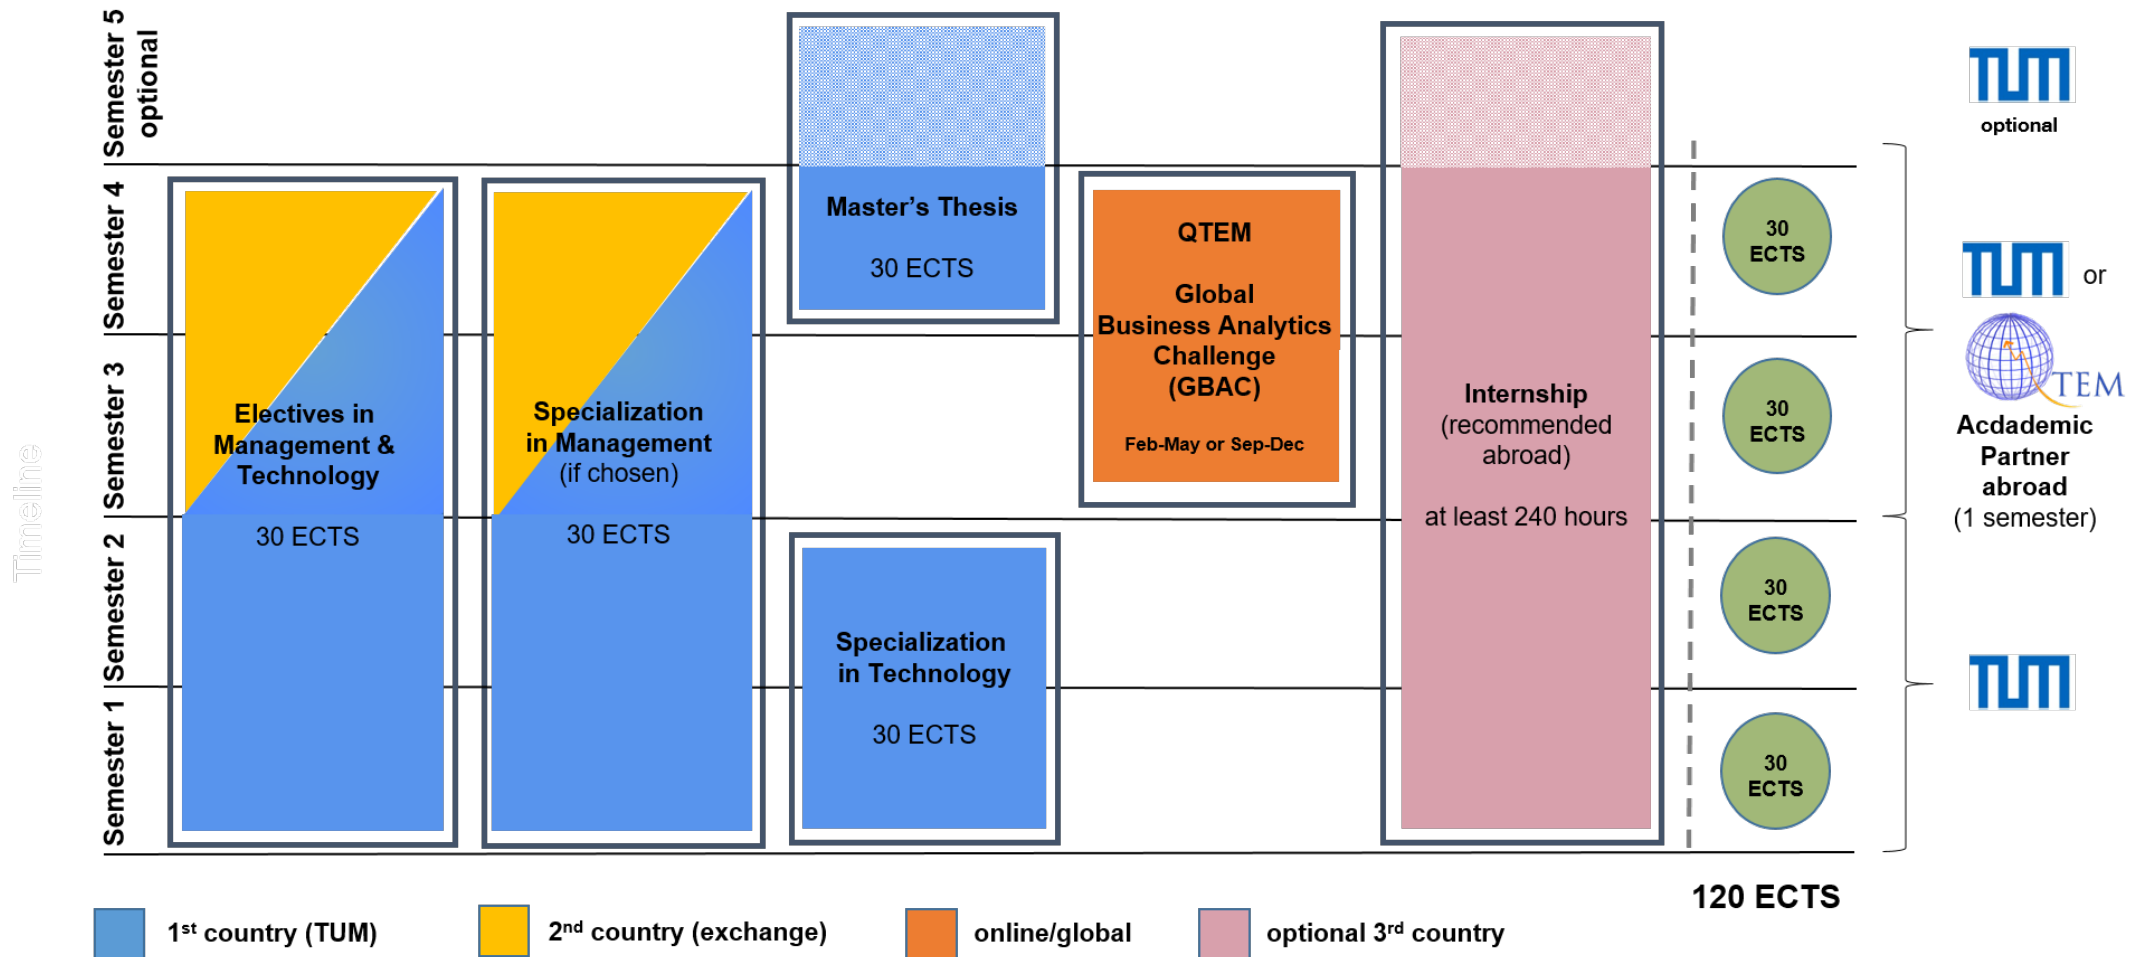 Semester 5
optional
Semester 4
Semester 3
Semester 2
Semester 1
Timeline
Electives in
Management &
Technology
30 ECTS
Specialization
in Management
(if chosen)
30 ECTS
Master's Thesis
30 ECTS
Specialization
in Technology
30 ECTS
QTEM
Global
Business Analytics
Challenge
(GBAC)
Feb-May or Sep-Dec
Internship
(recommended
abroad)
at least 240 hours
30
ECTS
30
ECTS
30
ECTS
30
ECTS
120 ECTS
TUM
optional
TUM or
QTEM
Acdademic
Partner
abroad
(1 semester)
TUM
1st country (TUM)
2nd country (exchange)
online/global
optional 3rd country